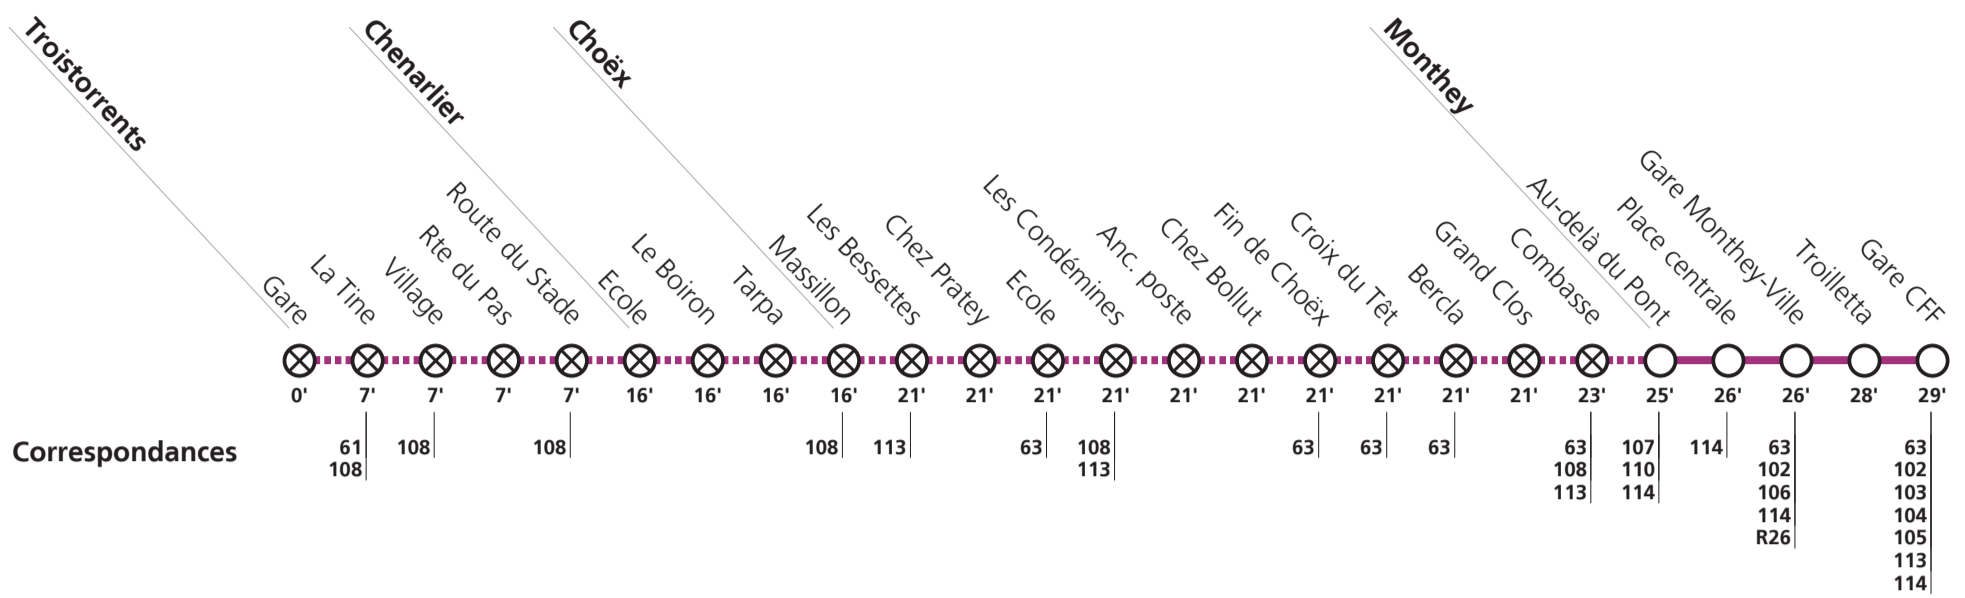 Troistorrents
Chenarlier
Choëx
Monthey
Gare
La Tine
Village
Rte du Pas
Route du Stade
Ecole
Le Boiron
Tarpa
Massillon
Les Bessettes
Chez Pratey
Ecole
Les Condémines
Anc. poste
Chez Bollut
Fin de Choëx
Croix du Têt
Bercla
Grand Clos
Combasse
Au-delà du Pont
Place centrale
Gare Monthey-Ville
Troilletta
Gare CFF
0' 7' 7' 7' 7' 16' 16' 16' 16' 21' 21' 21' 21' 21' 21' 21' 21' 21' 21' 23' 25' 26' 26' 28' 29'
Correspondances
61 108 108 108 113 63 108 63 63 63 63 107 114 63 63
108 113 108 110 102 102
113 114 106 103
114 104
R26 105
113
114